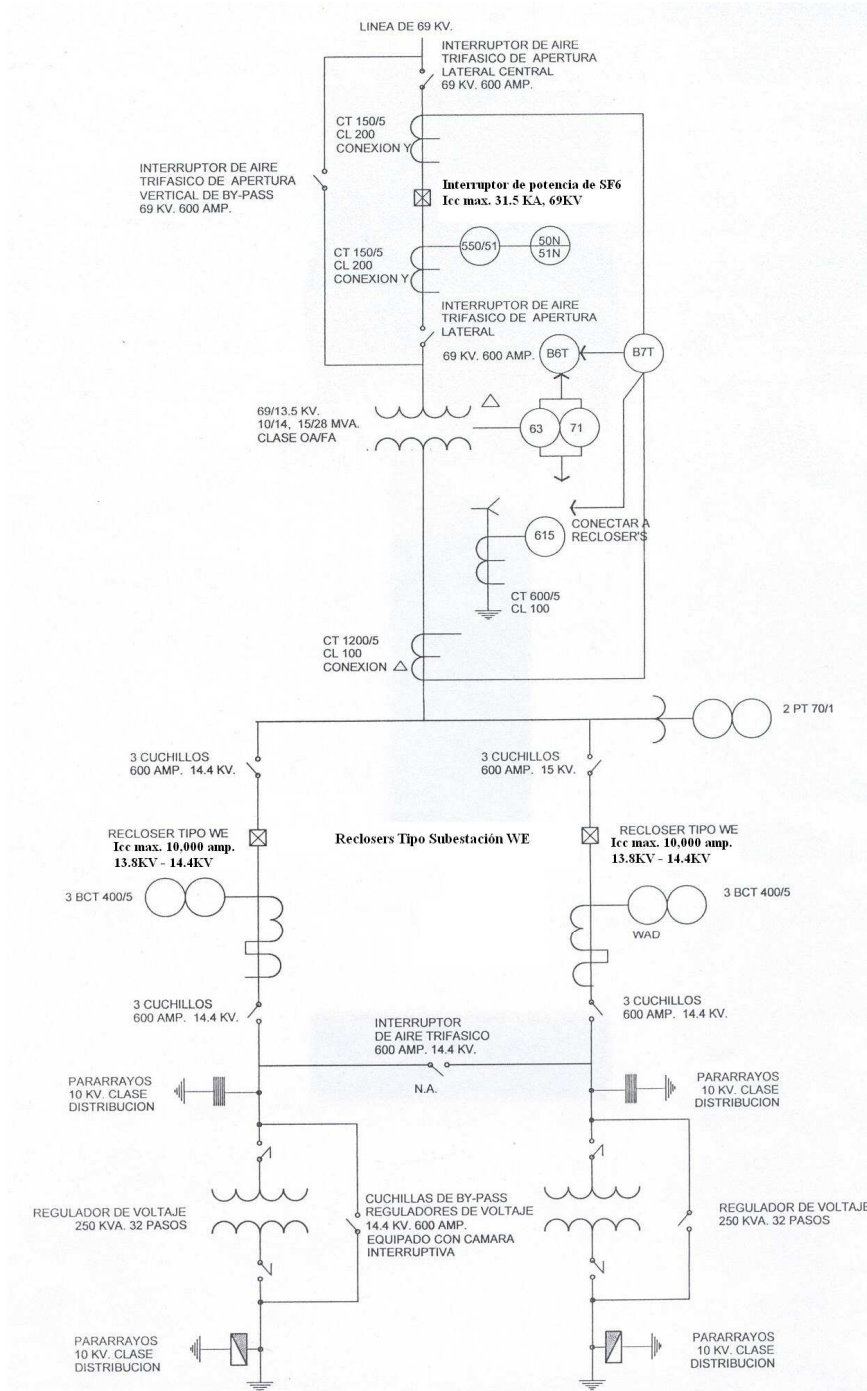 LINEA DE 69 KV.
INTERRUPTOR DE AIRE
TRIFASICO DE APERTURA
LATERAL CENTRAL
69 KV. 600 AMP.
CT 150/5
CL 200
CONEXION Y
INTERRUPTOR DE AIRE
TRIFASICO DE APERTURA
VERTICAL DE BY-PASS
69 KV. 600 AMP.
Interruptor de potencia de SF6
Icc max. 31.5 KA, 69KV
550/51
50N
51N
CT 150/5
CL 200
CONEXION Y
INTERRUPTOR DE AIRE
TRIFASICO DE APERTURA
LATERAL
69 KV. 600 AMP.
B6T
B7T
69/13.5 KV.
10/14, 15/28 MVA.
CLASE OA/FA
63
71
615
CONECTAR A
RECLOSER'S
CT 600/5
CL 100
CT 1200/5
CL 100
CONEXION
2 PT 70/1
3 CUCHILLOS
600 AMP. 14.4 KV.
3 CUCHILLOS
600 AMP. 15 KV.
RECLOSER TIPO WE
Icc max. 10,000 amp.
13.8KV - 14.4KV
Reclosers Tipo Subestación WE
RECLOSER TIPO WE
Icc max. 10,000 amp.
13.8KV - 14.4KV
3 BCT 400/5
3 BCT 400/5
WAD
3 CUCHILLOS
600 AMP. 14.4 KV.
3 CUCHILLOS
600 AMP. 14.4 KV.
INTERRUPTOR
DE AIRE TRIFASICO
600 AMP. 14.4 KV.
N.A.
PARARRAYOS
10 KV. CLASE
DISTRIBUCION
PARARRAYOS
10 KV. CLASE
DISTRIBUCION
REGULADOR DE VOLTAJE
250 KVA. 32 PASOS
CUCHILLAS DE BY-PASS
REGULADORES DE VOLTAJE
14.4 KV. 600 AMP.
EQUIPADO CON CAMARA
INTERRUPTIVA
REGULADOR DE VOLTAJE
250 KVA. 32 PASOS
PARARRAYOS
10 KV. CLASE
DISTRIBUCION
PARARRAYOS
10 KV. CLASE
DISTRIBUCION